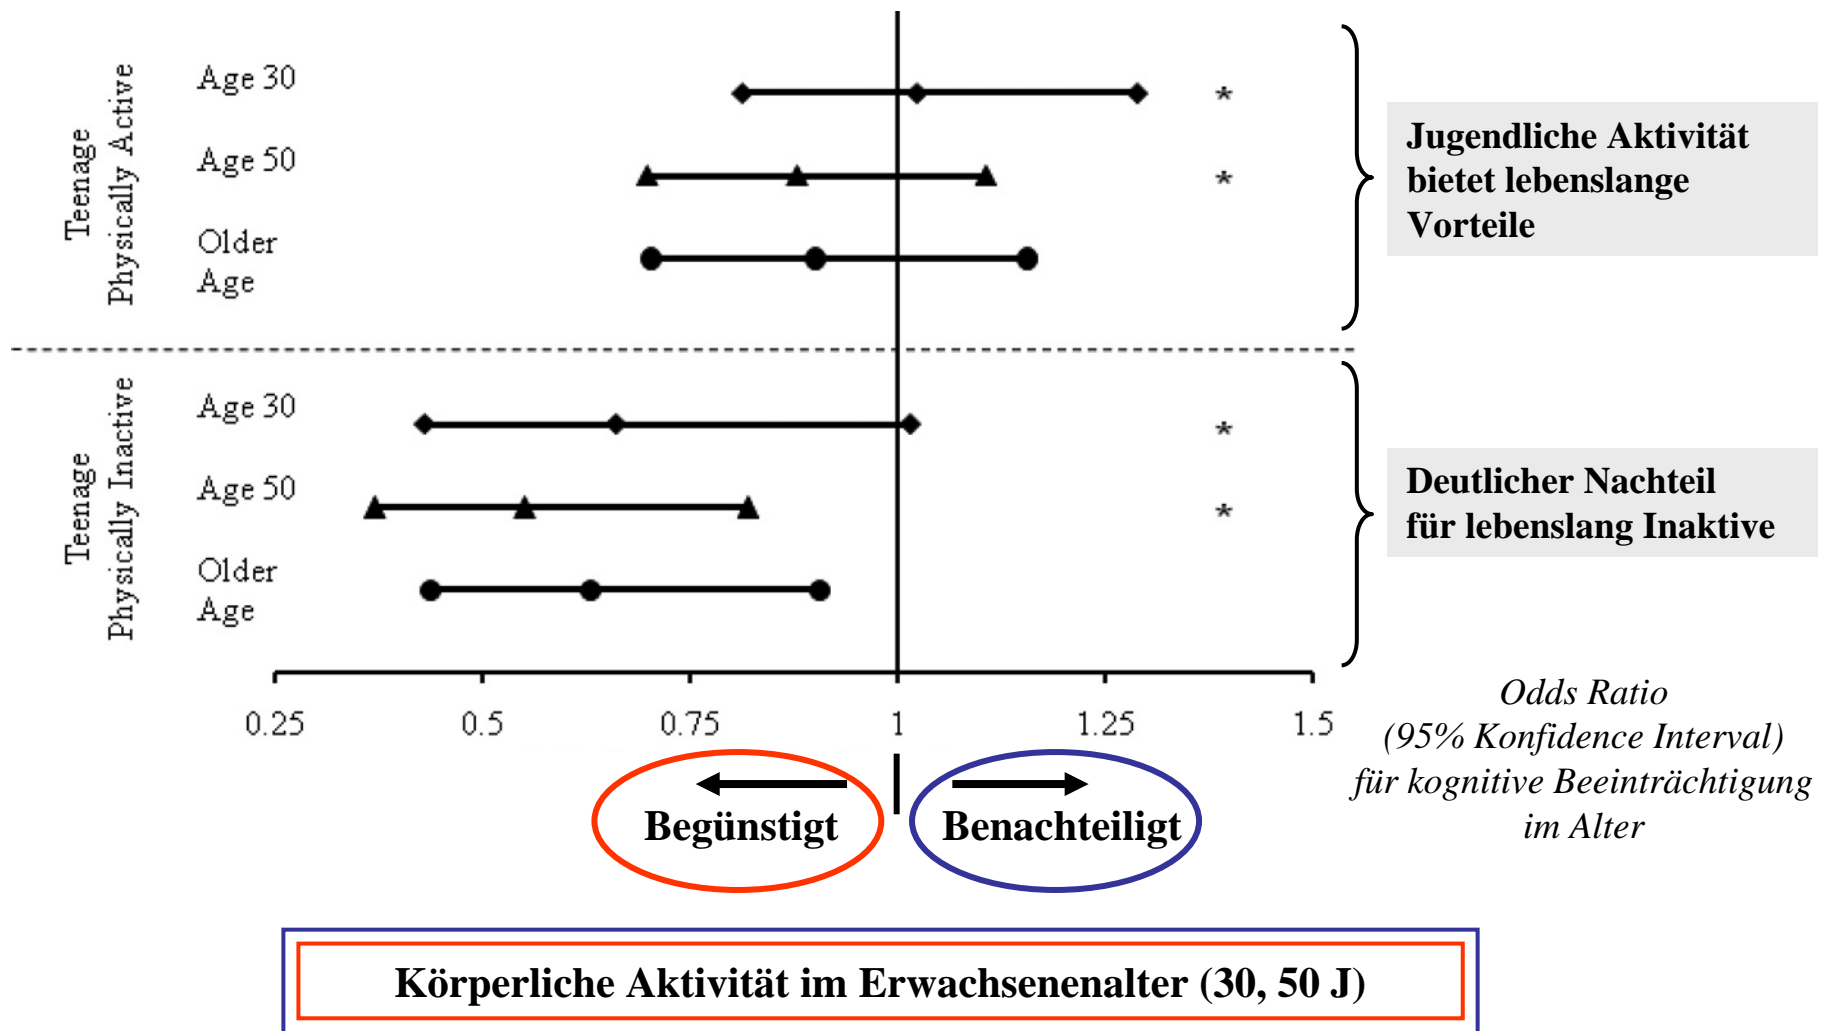 Teenage
Physically Active
Age 30
*
Age 50
*
Older
Age
Jugendliche Aktivität
bietet lebenslange
Vorteile
Teenage
Physically Inactive
Age 30
*
Age 50
*
Older
Age
Deutlicher Nachteil
für lebenslang Inaktive
0.25 0.5 0.75 1 1.25 1.5
Odds Ratio
(95% Konfidence Interval)
für kognitive Beeinträchtigung
im Alter
Begünstigt Benachteiligt
Körperliche Aktivität im Erwachsenenalter (30, 50 J)